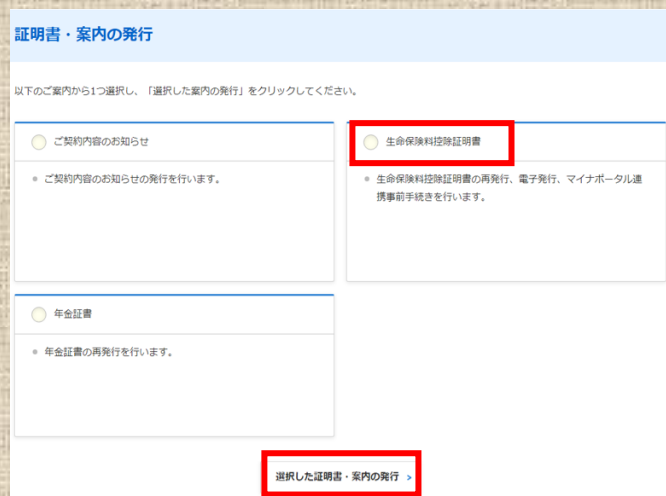 証明書・案内の発行
以下のご案内から1つ選択し、「選択した案内の発行」をクリックしてください。
ご契約内容のお知らせ
ご契約内容のお知らせの発行を行います。
生命保険料控除証明書
生命保険料控除証明書の再発行、電子発行、マイナポータル連
携事前手続きを行います。
年金証書
年金証書の再発行を行います。
選択した証明書・案内の発行 >